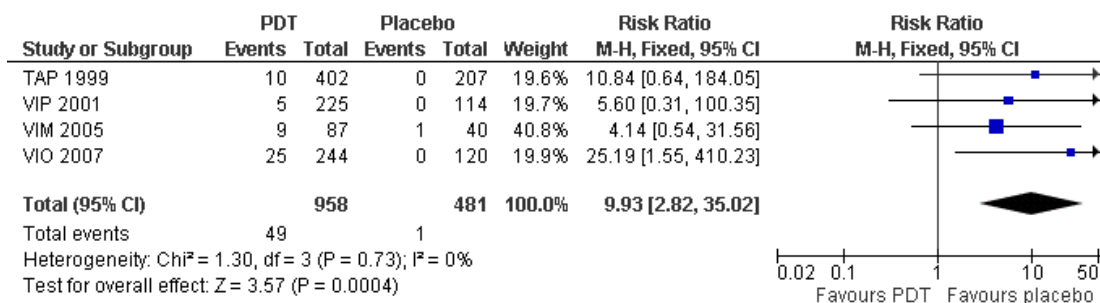 PDT Placebo Risk Ratio Risk Ratio
Study or Subgroup Events Total Events Total Weight M-H, Fixed, 95% CI M-H, Fixed, 95% CI
TAP 1999 10 402 0 207 19.6% 10.84 [0.64, 184.05]
VIP 2001 5 225 0 114 19.7% 5.60 [0.31, 100.35]
VIM 2005 9 87 1 40 40.8% 4.14 [0.54, 31.56]
VIO 2007 25 244 0 120 19.9% 25.19 [1.55, 410.23]
Total (95% CI) 958 481 100.0% 9.93 [2.82, 35.02]
Total events 49 1
Heterogeneity: Chi² = 1.30, df = 3 (P = 0.73); I² = 0%
Test for overall effect: Z = 3.57 (P = 0.0004)
0.02 0.1 1 10 50
Favours PDT Favours placebo